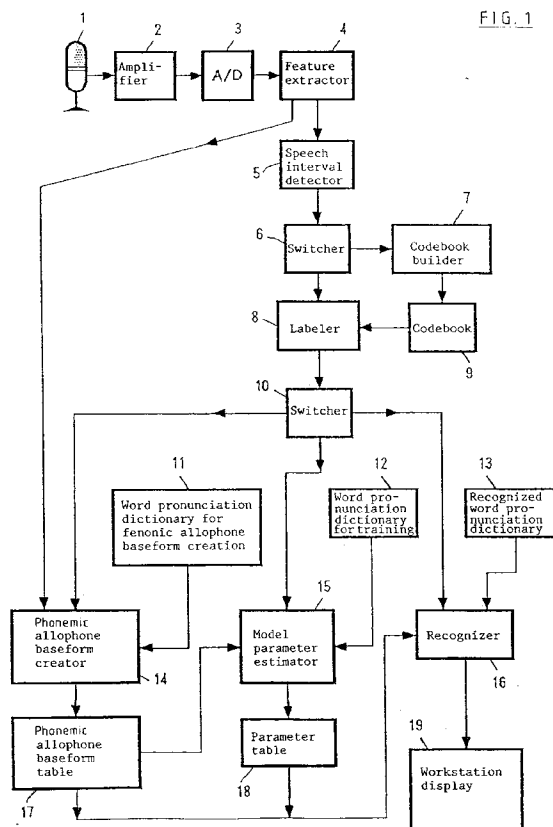 FIG. 1
1
2
3
4
Ampli-
fier
A/D
Feature
extractor
5
Speech
interval
detector
6
Switcher
7
Codebook
builder
8
Labeler
Codebook
9
10
Switcher
11
Word pronunciation
dictionary for
fenonic allophone
baseform creation
12
Word pro-
nunciation
dictionary
for training
13
Recognized
word pro-
nunciation
dictionary
Phonemic
allophone
baseform
creator
14
15
Model
parameter
estimator
Recognizer
16
Phonemic
allophone
baseform
table
17
Parameter
table
18
19
Workstation
display